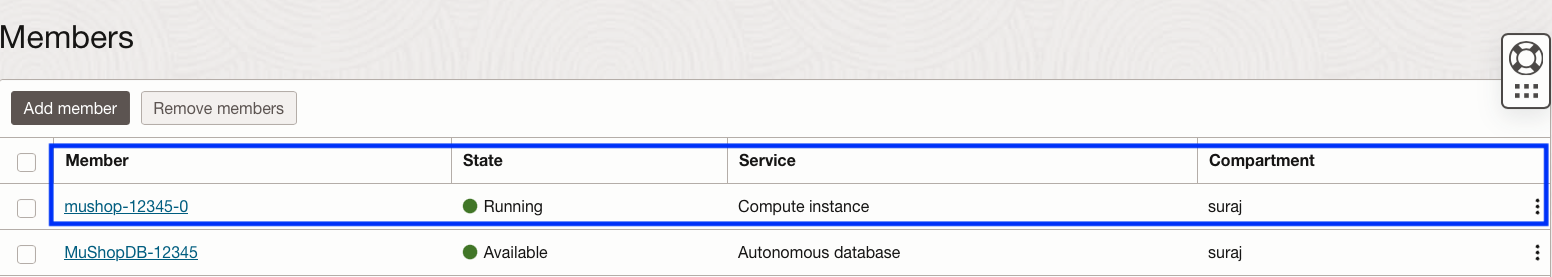 Members
Add member Remove members
Member State Service Compartment
mushop-12345-0 Running Compute instance suraj
MuShopDB-12345 Available Autonomous database suraj